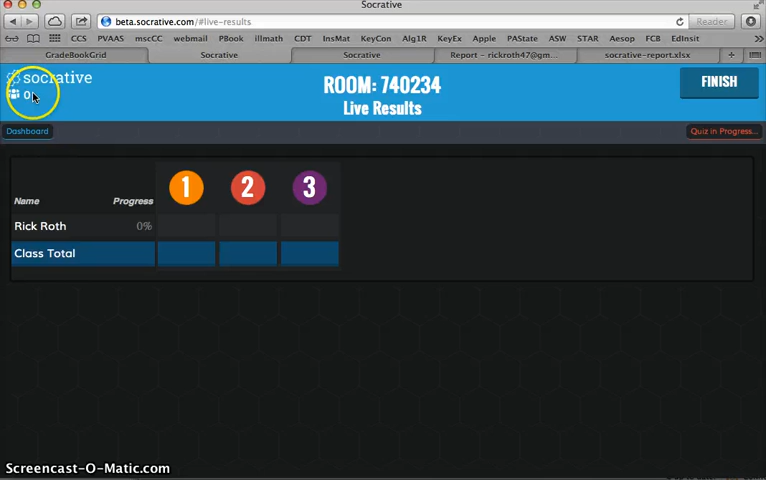 Socrative
beta.socrative.com/#live-results
Reader
CCS PVAAS mscCC webmail PBook illmath CDT InsMat KeyCon Alg1R KeyEx Apple PAState ASW STAR Aesop FCB EdInsit
GradeBookGrid Socrative Socrative Report – rickroth47@gm... socrative-report.xlsx
socrative
0
ROOM: 740234
Live Results
FINISH
Dashboard
Quiz in Progress...
Name Progress 1 2 3
Rick Roth 0%
Class Total
Screencast-O-Matic.com